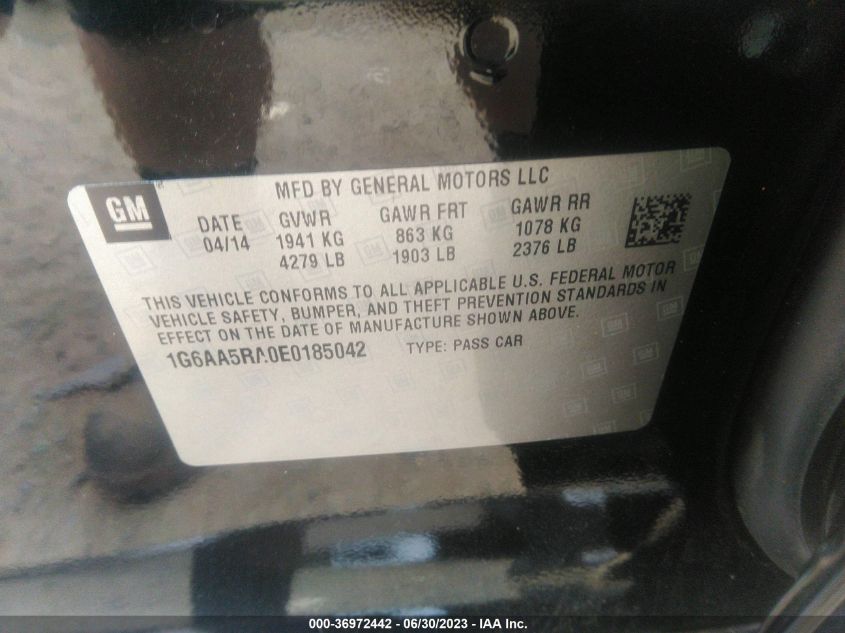 GM
MFD BY GENERAL MOTORS LLC
DATE GVWR GAWR FRT GAWR RR
04/14 1941 KG 863 KG 1078 KG
4279 LB 1903 LB 2376 LB
THIS VEHICLE CONFORMS TO ALL APPLICABLE U.S. FEDERAL MOTOR
VEHICLE SAFETY, BUMPER, AND THEFT PREVENTION STANDARDS IN
EFFECT ON THE DATE OF MANUFACTURE SHOWN ABOVE.
1G6AA5RA0E0185042 TYPE: PASS CAR
000-36972442 - 06/30/2023 - IAA Inc.